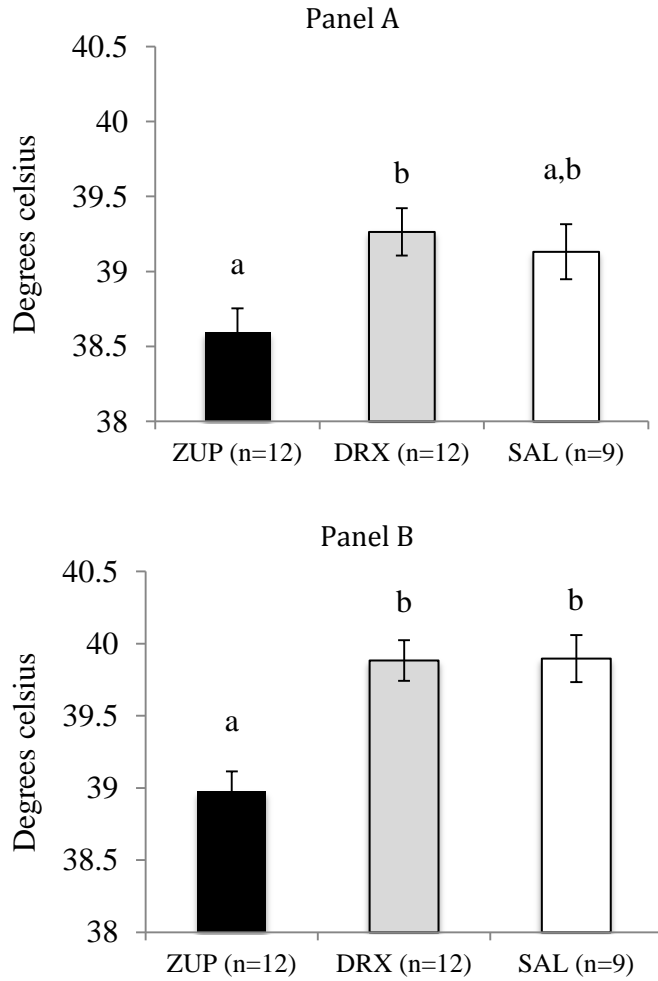 Panel A
Degrees celsius
40.5
40
39.5
39
38.5
38
a
b
a,b
ZUP (n=12) DRX (n=12) SAL (n=9)
Panel B
Degrees celsius
40.5
40
39.5
39
38.5
38
a
b
b
ZUP (n=12) DRX (n=12) SAL (n=9)